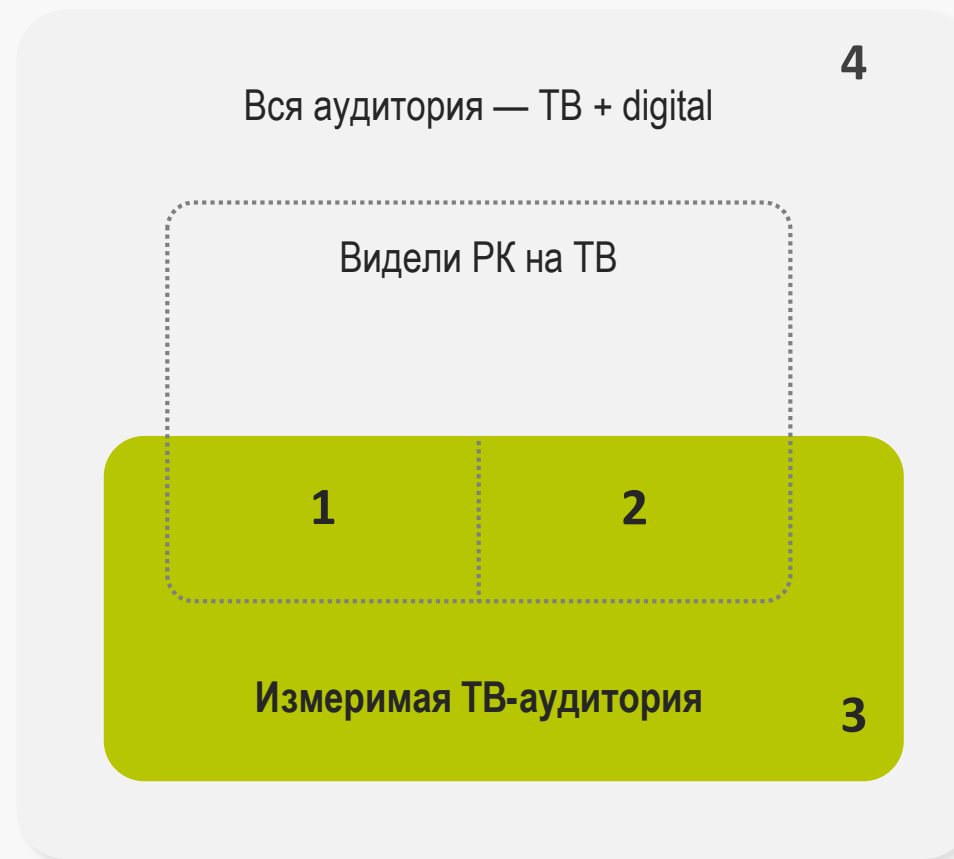 4
Вся аудитория — ТВ + digital
Видели РК на ТВ
1 2
Измеримая ТВ-аудитория
3